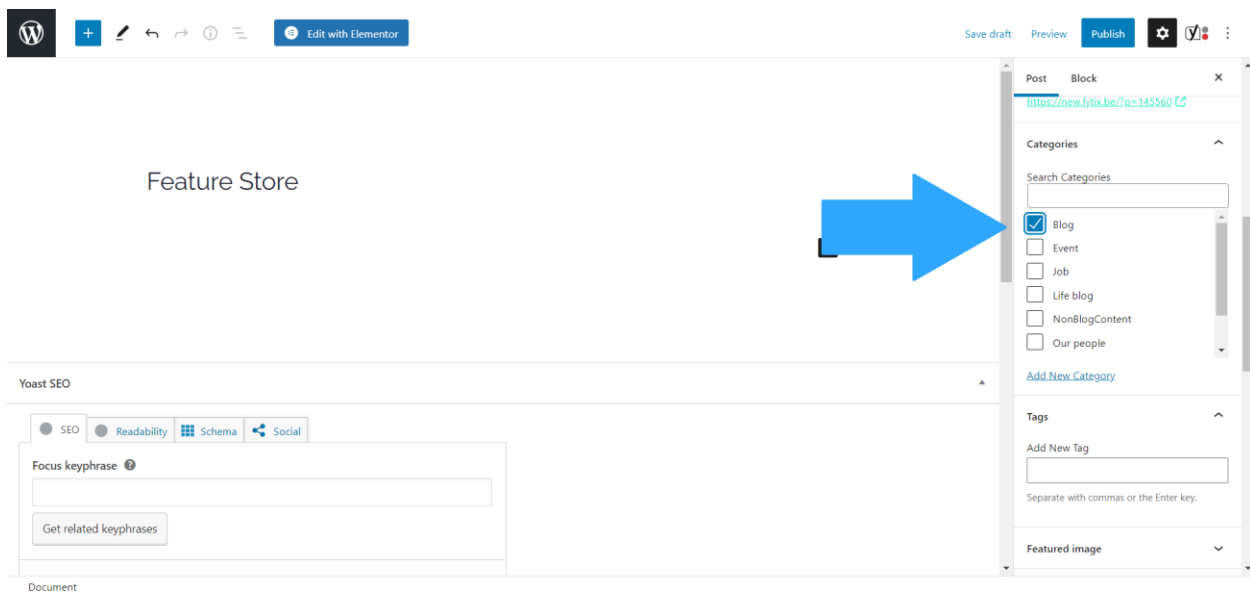 Edit with Elementor
Save draft
Preview
Publish
Post
Block
https://new.lytix.be/?p=145560
Categories
Search Categories
Feature Store
Blog
Event
Job
Life blog
NonBlogContent
Our people
Add New Category
Yoast SEO
SEO
Readability
Schema
Social
Focus keyphrase
Get related keyphrases
Tags
Add New Tag
Separate with commas or the Enter key.
Featured image
Document